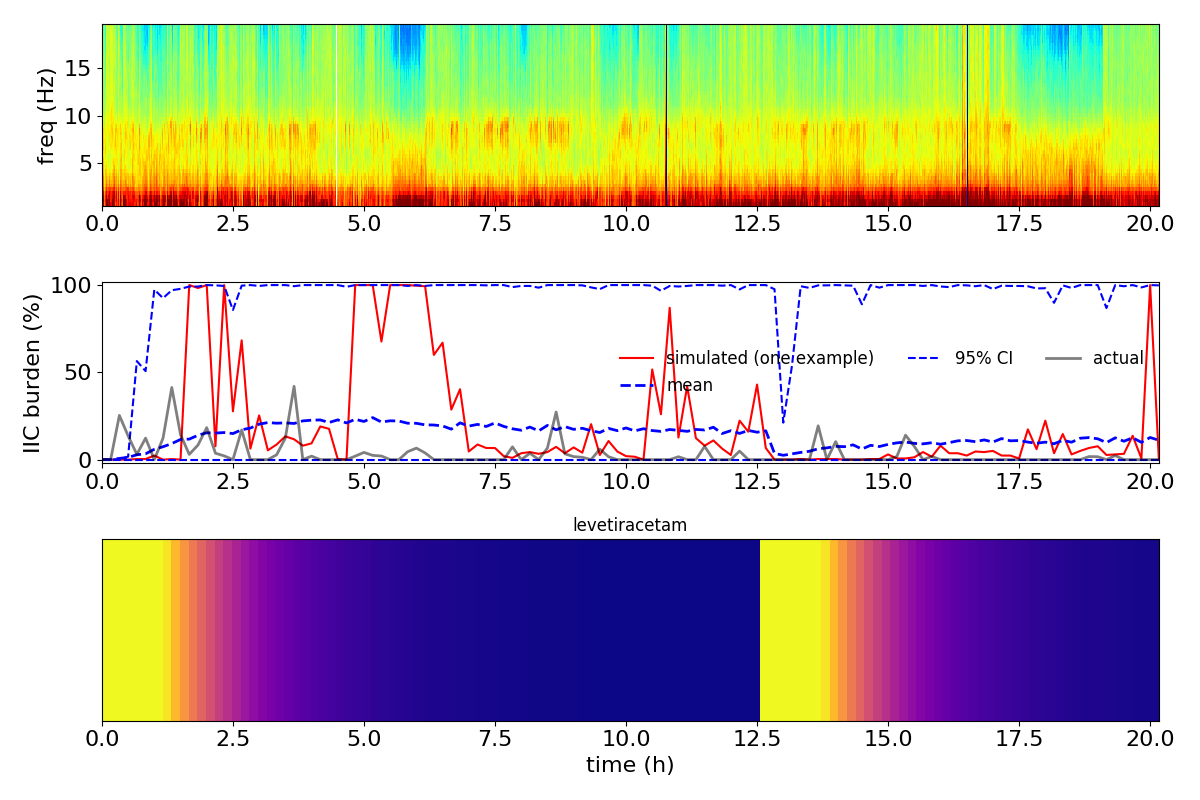 freq (Hz)
15
10
5
0.0 2.5 5.0 7.5 10.0 12.5 15.0 17.5 20.0
IIC burden (%)
100
50
0
simulated (one example) 95% CI actual
mean
0.0 2.5 5.0 7.5 10.0 12.5 15.0 17.5 20.0
levetiracetam
0.0 2.5 5.0 7.5 10.0 12.5 15.0 17.5 20.0
time (h)